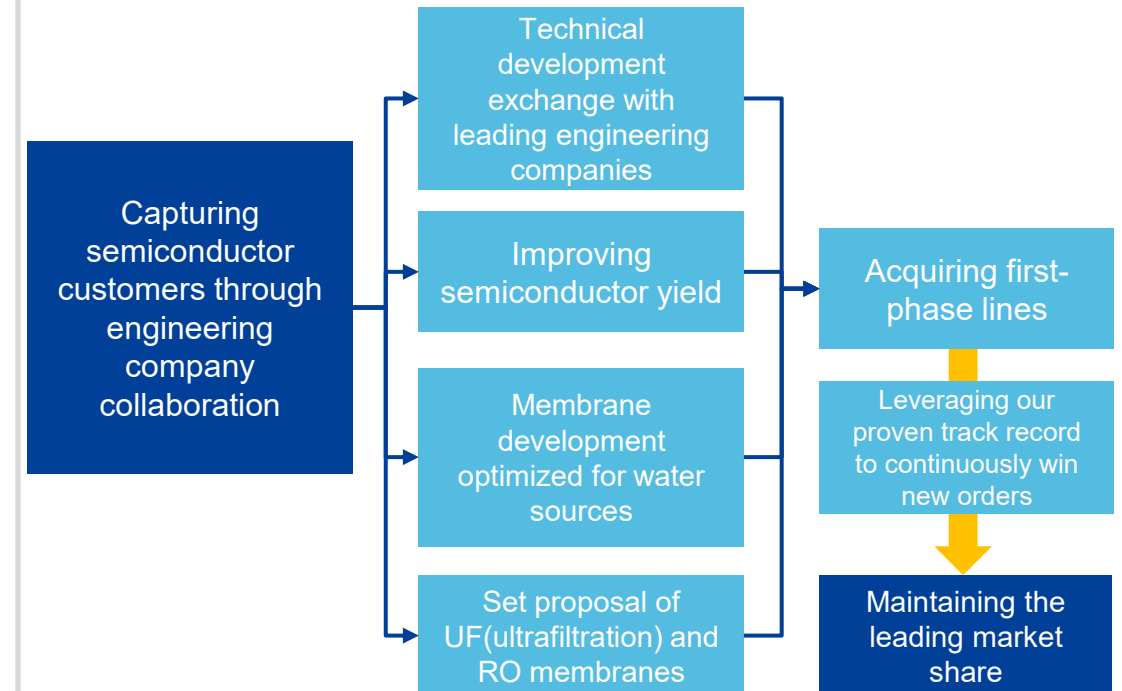 Capturing
semiconductor
customers through
engineering
company
collaboration
Technical
development
exchange with
leading engineering
companies
Improving
semiconductor yield
Membrane
development
optimized for water
sources
Set proposal of
UF(ultrafiltration) and
RO membranes
Acquiring first-
phase lines
Leveraging our
proven track record
to continuously win
new orders
Maintaining the
leading market
share